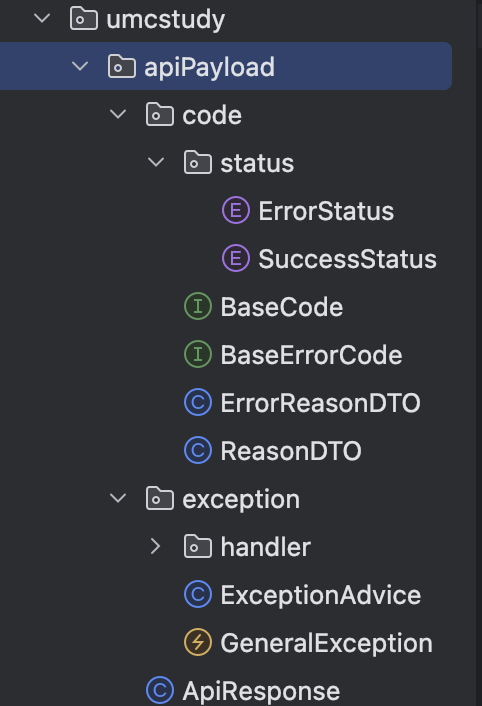 umcstudy
apiPayload
code
status
E ErrorStatus
E SuccessStatus
I BaseCode
I BaseErrorCode
C ErrorReasonDTO
C ReasonDTO
exception
handler
C ExceptionAdvice
GeneralException
C ApiResponse